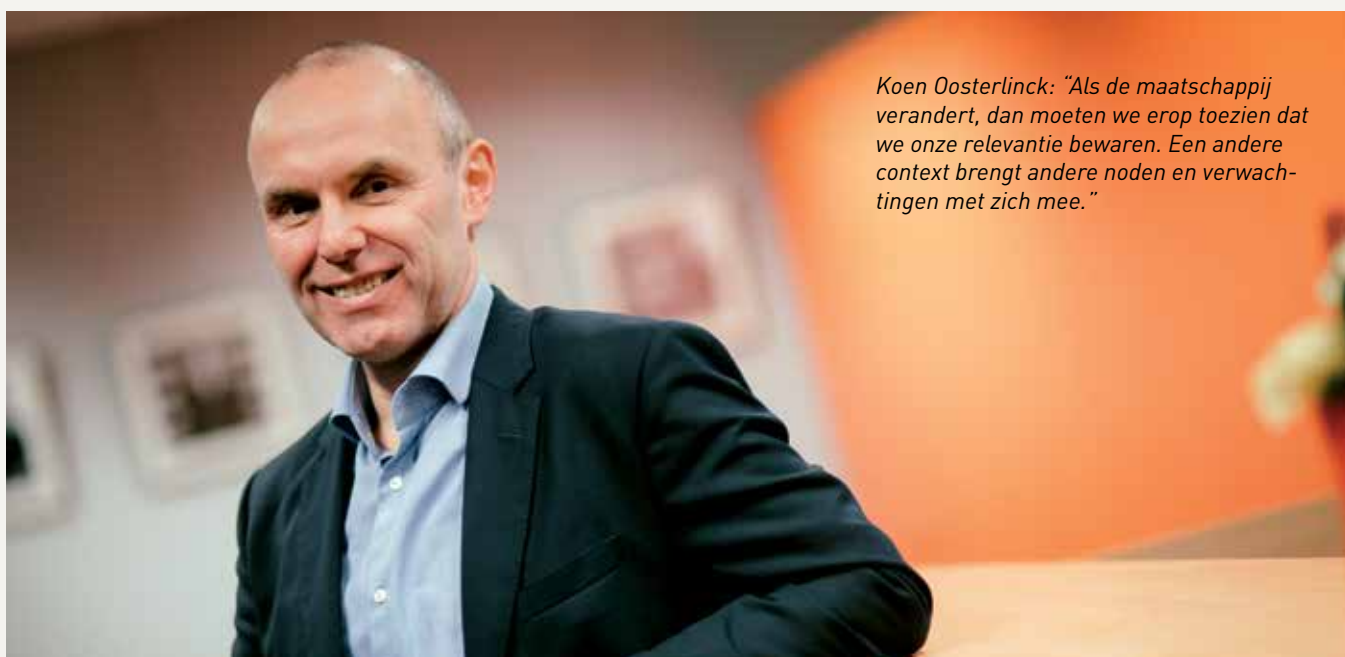 Koen Oosterlinck: “Als de maatschappij
verandert, dan moeten we erop toezien dat
we onze relevantie bewaren. Een andere
context brengt andere noden en verwach-
tingen met zich mee.”